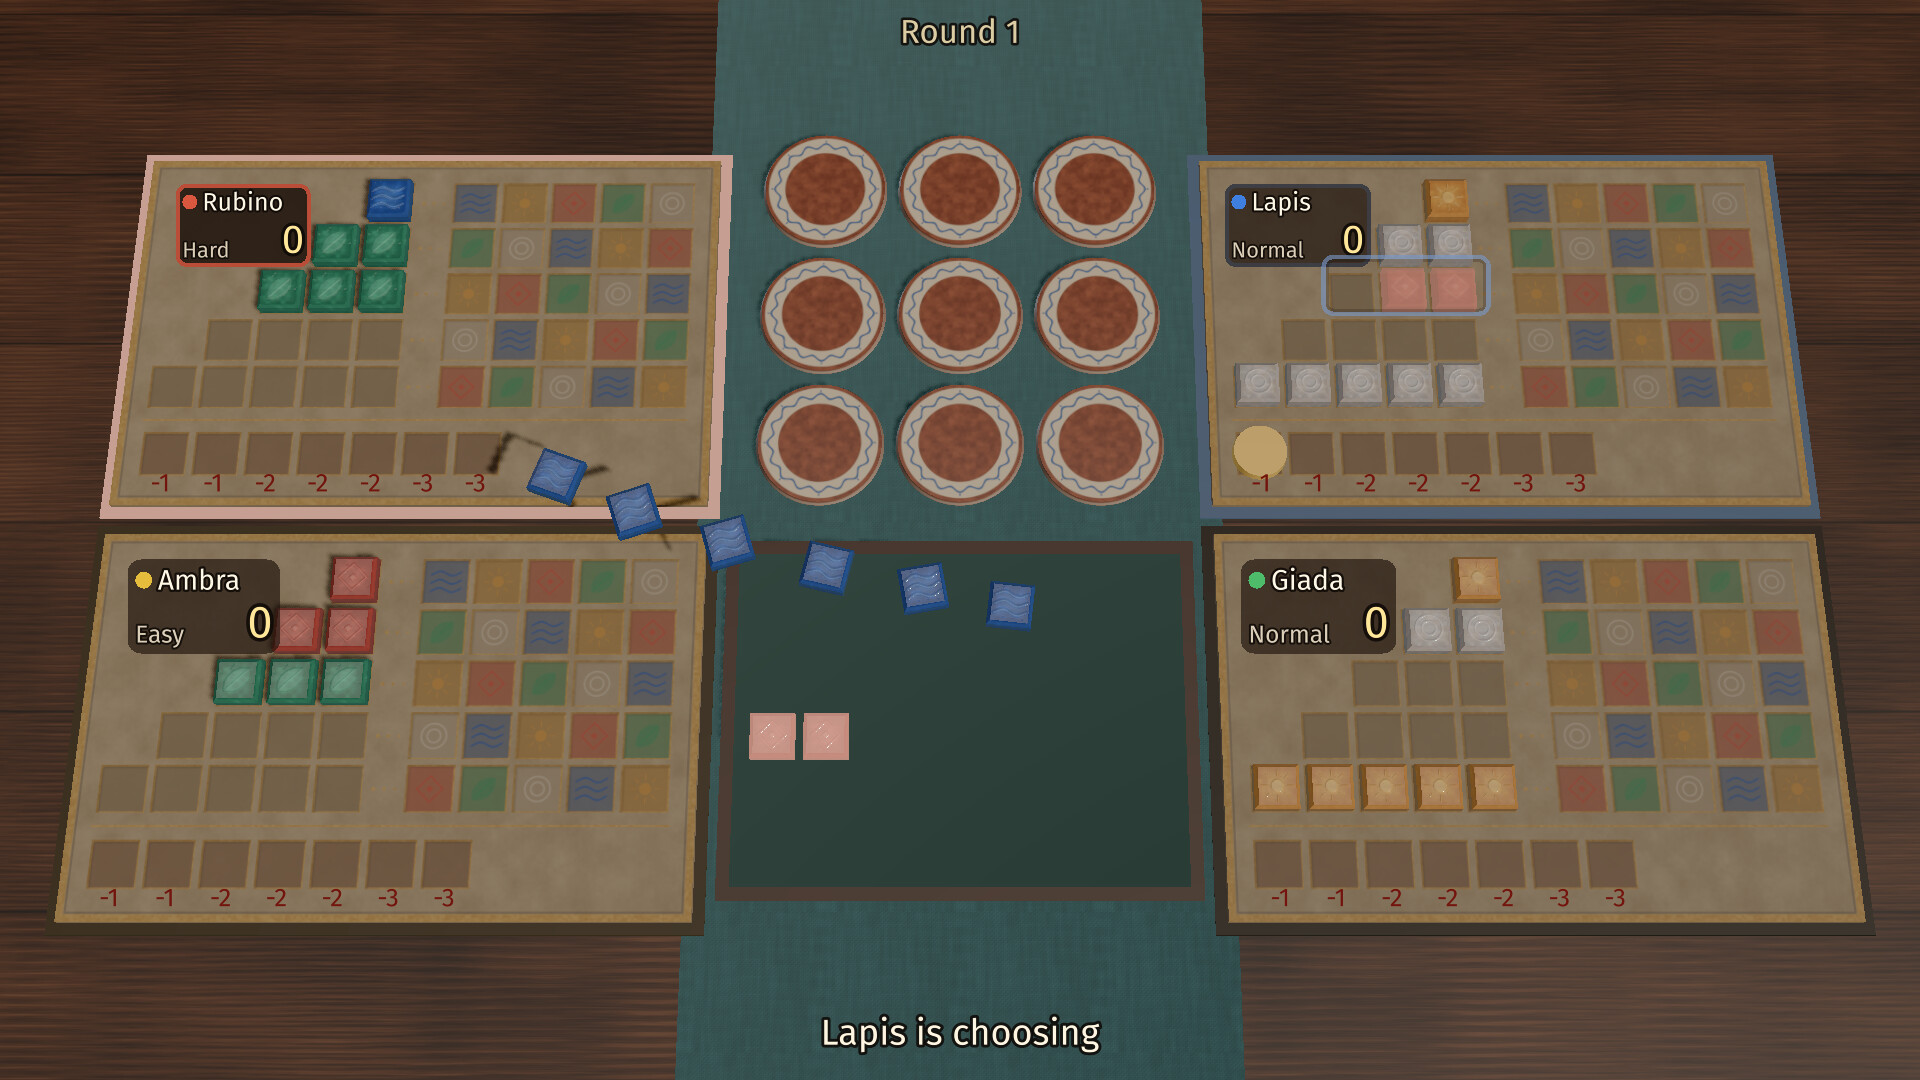 Round 1
Rubino
Hard 0
-1 -1 -2 -2 -2 -3 -3
Lapis
Normal 0
-1 -1 -2 -2 -2 -3 -3
Ambra
Easy 0
-1 -1 -2 -2 -2 -3 -3
Giada
Normal 0
-1 -1 -2 -2 -2 -3 -3
Lapis is choosing